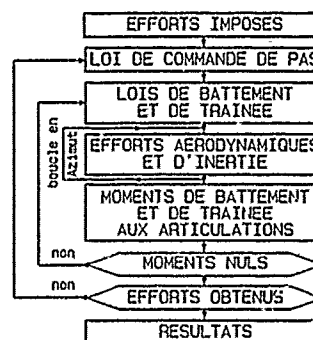 EFFORTS IMPOSES
LOI DE COMMANDE DE PAS
LOIS DE BATTEMENT
ET DE TRAINEE
boucle en
Azimut
EFFORTS AERODYNAMIQUES
ET D'INERTIE
MOMENTS DE BATTEMENT
ET DE TRAINEE
AUX ARTICULATIONS
non
MOMENTS NULS
non
EFFORTS OBTENUS
RESULTATS